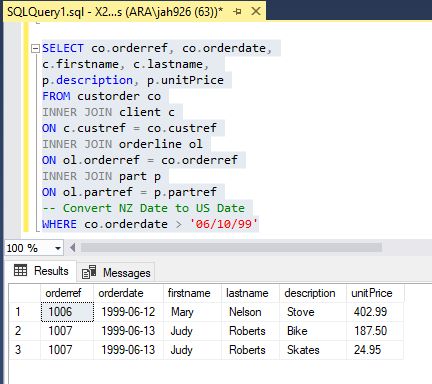 SQLQuery1.sql - X2...s (ARA\jah926 (63))*
SELECT co.orderref, co.orderdate,
c.firstname, c.lastname,
p.description, p.unitPrice
FROM custorder co
INNER JOIN client c
ON c.custref = co.custref
INNER JOIN orderline ol
ON ol.orderref = co.orderref
INNER JOIN part p
ON ol.partref = p.partref
-- Convert NZ Date to US Date
WHERE co.orderdate > '06/10/99'
100 %
Results Messages
orderref orderdate firstname lastname description unitPrice
1 1006 1999-06-12 Mary Nelson Stove 402.99
2 1007 1999-06-13 Judy Roberts Bike 187.50
3 1007 1999-06-13 Judy Roberts Skates 24.95